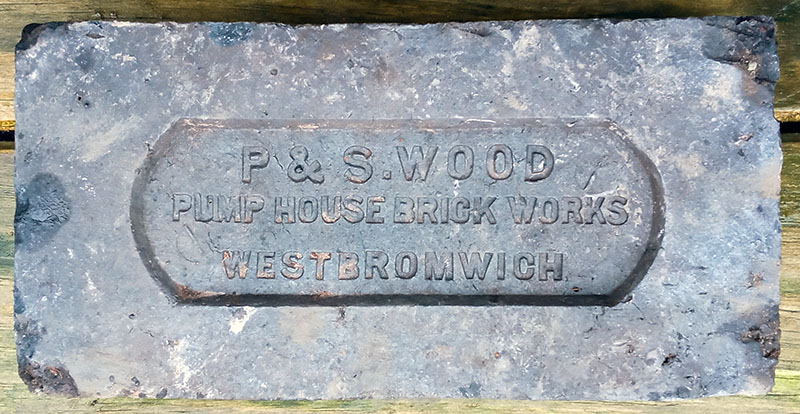 P & S. WOOD
PUMP HOUSE BRICK WORKS
WESTBROMWICH